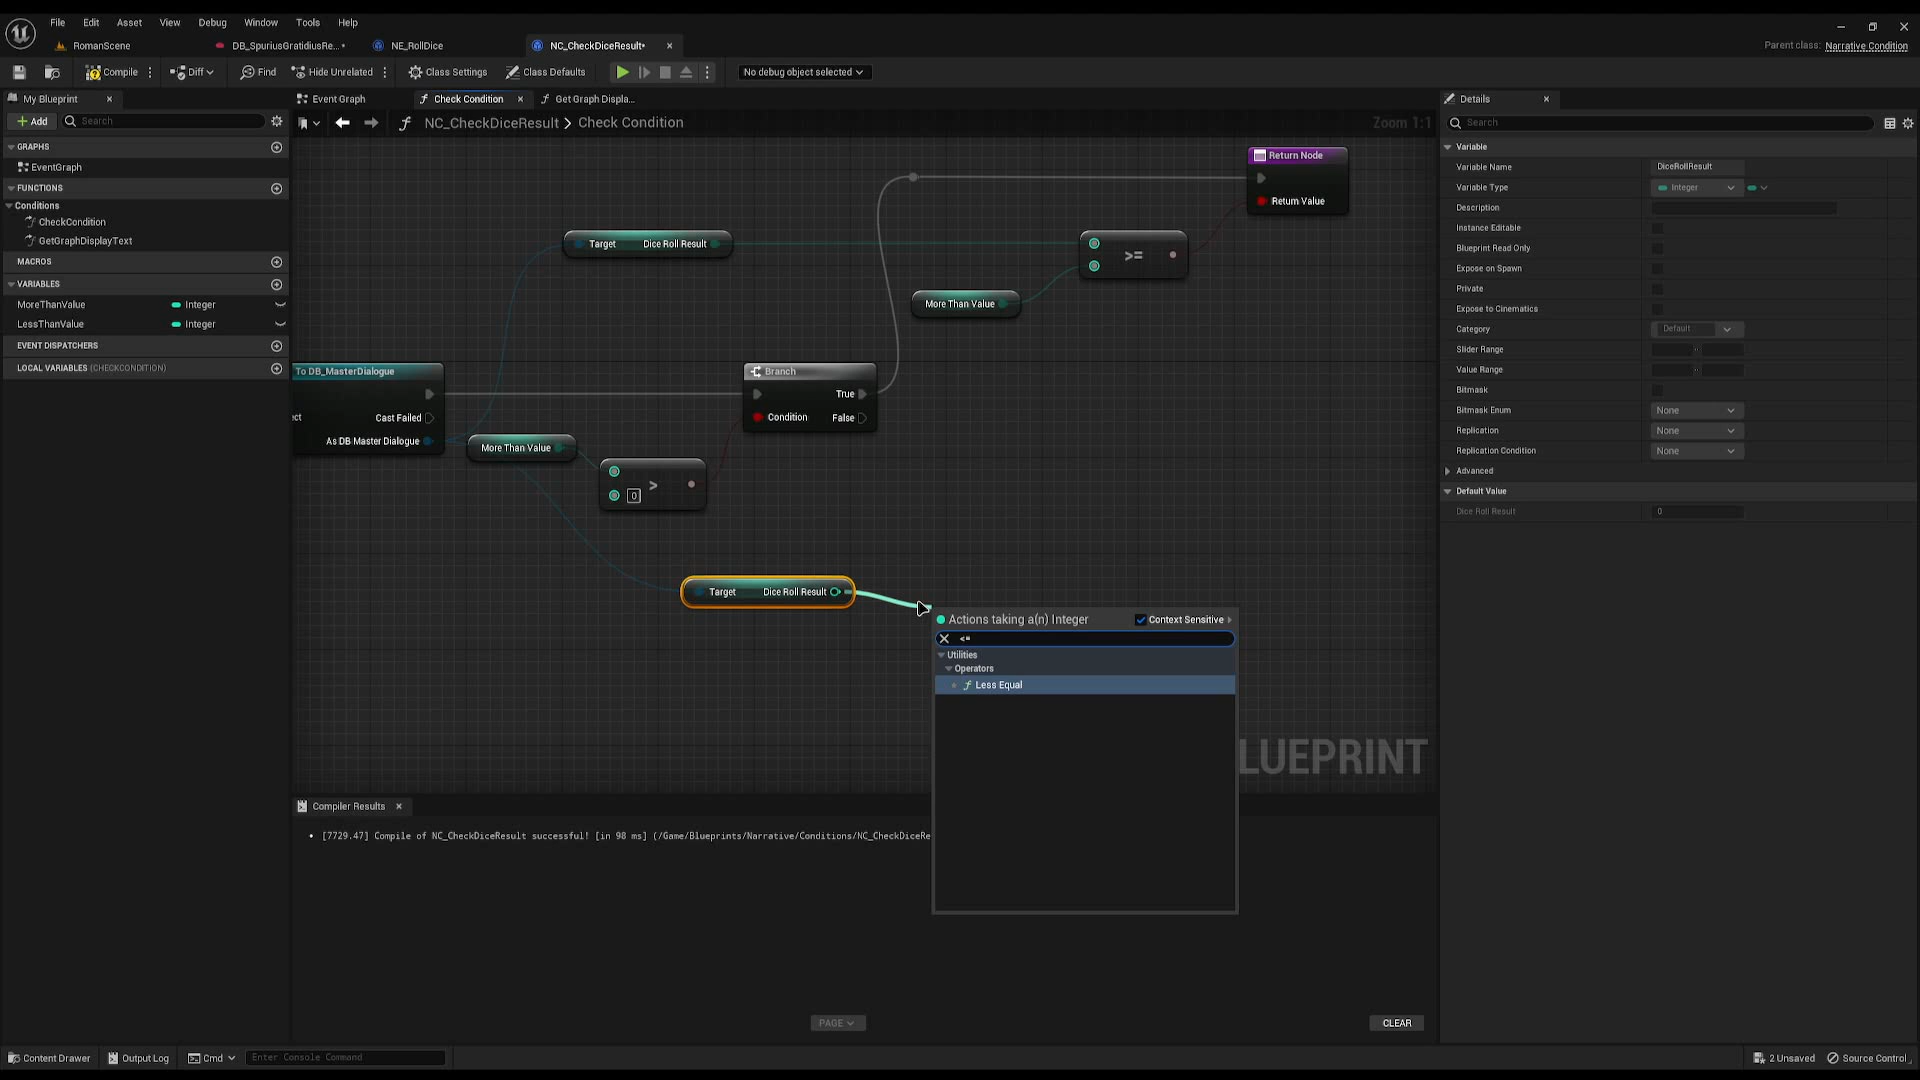 File Edit Asset View Debug Window Tools Help
RomanScene
DB_SpuriusGratidiusRe...*
NE_RollDice
NC_CheckDiceResult*
Parent class: Narrative Condition
Compile
Diff
Find
Hide Unrelated
Class Settings
Class Defaults
No debug object selected
My Blueprint
Event Graph
Check Condition
Get Graph Displa...
Details
+ Add
Search
NC_CheckDiceResult > Check Condition
Zoom 1:1
Search
GRAPHS
EventGraph
FUNCTIONS
Conditions
CheckCondition
GetGraphDisplayText
MACROS
VARIABLES
MoreThanValue Integer
LessThanValue Integer
EVENT DISPATCHERS
LOCAL VARIABLES (CHECKCONDITION)
Return Node
Return Value
Target Dice Roll Result
>=
More Than Value
To DB_MasterDialogue
ect
Cast Failed
As DB Master Dialogue
Branch
True
Condition False
More Than Value
>
0
Target Dice Roll Result
Actions taking a(n) Integer
Context Sensitive
<=
Utilities
Operators
f Less Equal
LUEPRINT
Variable
Variable Name DiceRollResult
Variable Type Integer
Description
Instance Editable
Blueprint Read Only
Expose on Spawn
Private
Expose to Cinematics
Category Default
Slider Range
Value Range
Bitmask
Bitmask Enum None
Replication None
Replication Condition None
Advanced
Default Value
Dice Roll Result 0
Compiler Results
[7729.47] Compile of NC_CheckDiceResult successful! [in 98 ms] (/Game/Blueprints/Narrative/Conditions/NC_CheckDiceRe
PAGE
CLEAR
Content Drawer
Output Log
Cmd
Enter Console Command
2 Unsaved
Source Control